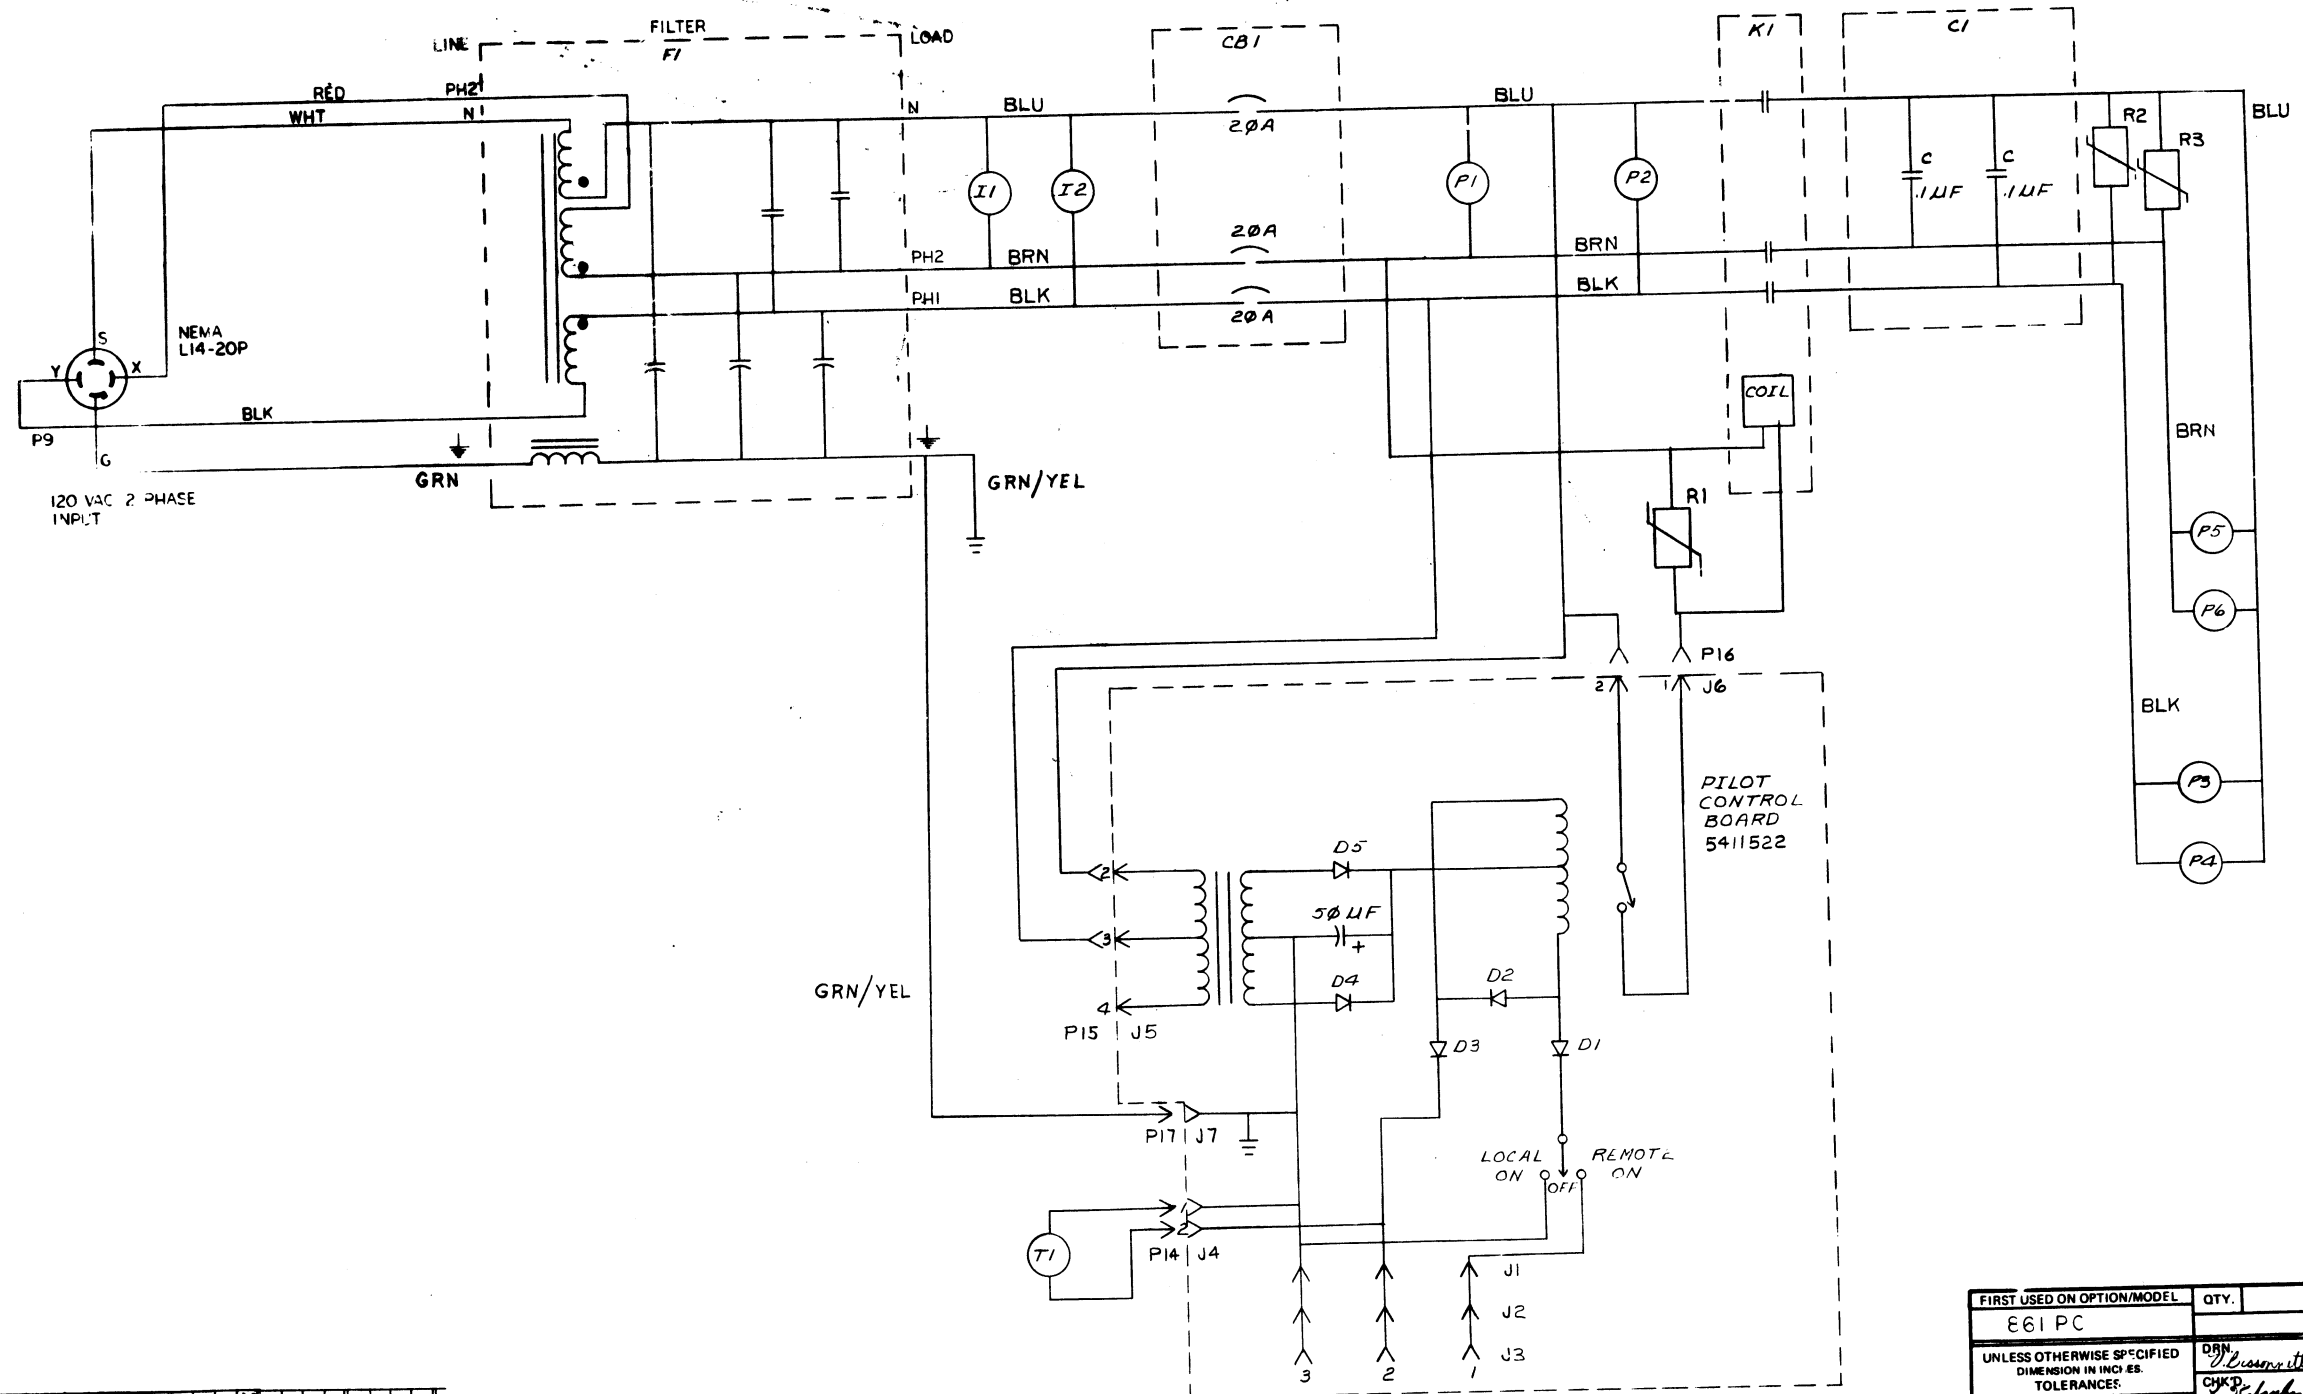 FILTER
F1
LINE
LOAD
CB1
K1
C1
RED
PH2
WHT
N
N
BLU
20A
BLU
BLU
R2
R3
I1
I2
P1
P2
C
.1µF
C
.1µF
PH2
BRN
20A
BRN
PH1
BLK
20A
BLK
NEMA
L14-20P
S
Y
X
G
P9
BLK
GRN
120 VAC 2 PHASE
INPUT
GRN/YEL
COIL
R1
BRN
P5
P6
P16
2
1
J6
BLK
P3
P4
PILOT
CONTROL
BOARD
5411522
2
3
4
P15
J5
D5
50µF
+
D4
D2
D3
D1
GRN/YEL
P17
J7
LOCAL
ON
OFF
REMOTE
ON
1
2
P14
J4
T1
J1
J2
J3
3
2
1
FIRST USED ON OPTION/MODEL
QTY.
861 PC
UNLESS OTHERWISE SPECIFIED
DIMENSION IN INCHES.
TOLERANCES
DRN.
CHK'D